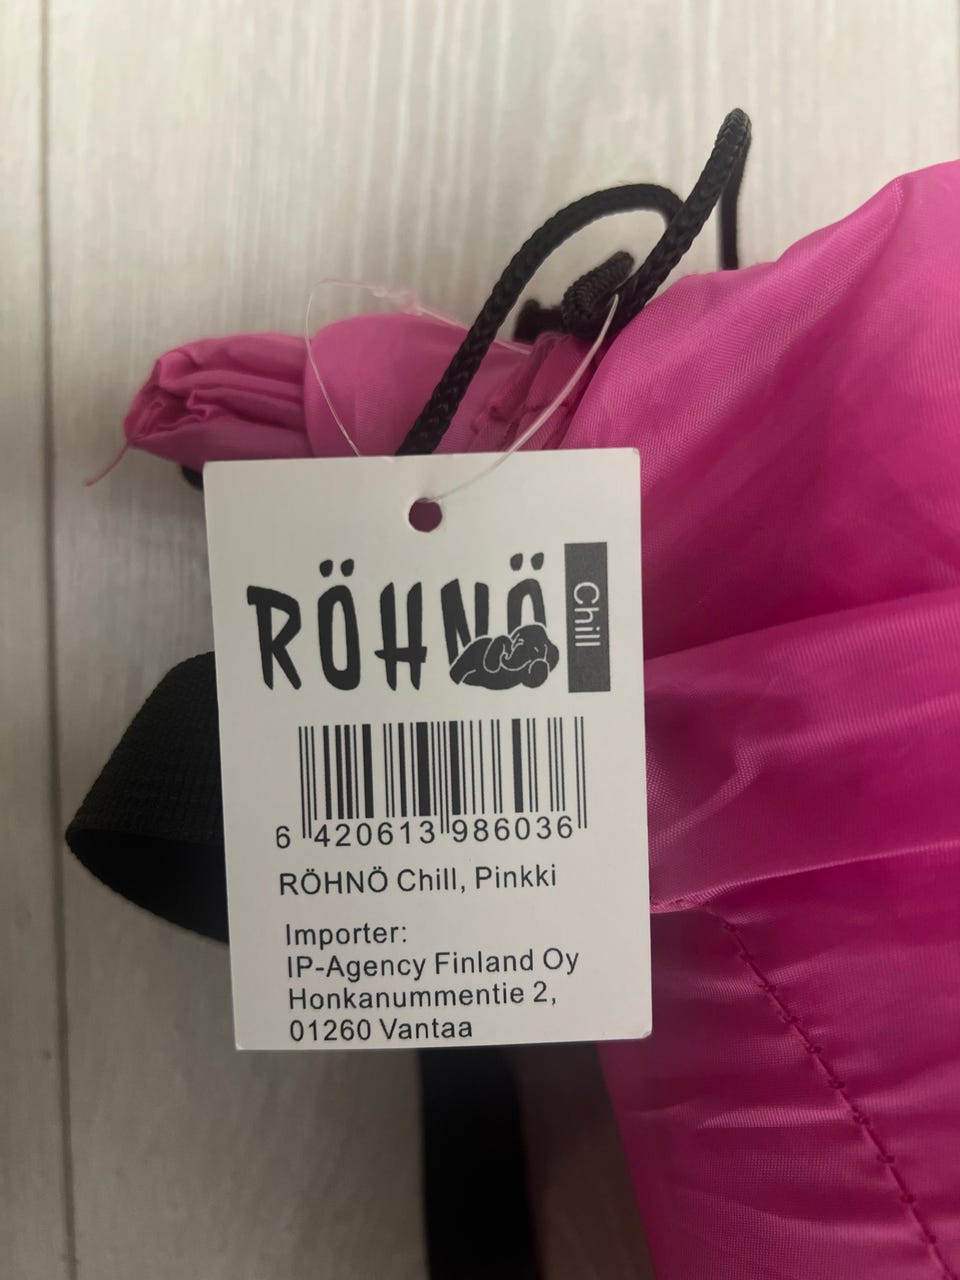 RÖHNÖ
Chill
6 420613 986036
RÖHNÖ Chill, Pinkki
Importer:
IP-Agency Finland Oy
Honkanummentie 2,
01260 Vantaa